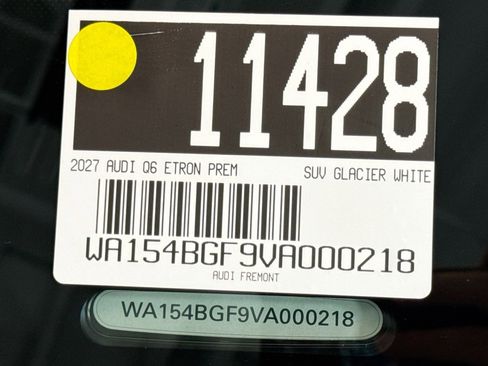 11428
2027 AUDI Q6 ETRON PREM SUV GLACIER WHITE
WA154BGF9VA000218
AUDI FREMONT
WA154BGF9VA000218